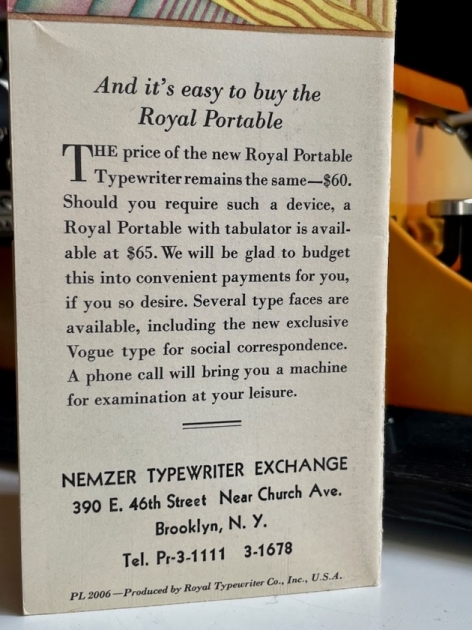 And it's easy to buy the
Royal Portable
THE price of the new Royal Portable
Typewriter remains the same—$60.
Should you require such a device, a
Royal Portable with tabulator is avail-
able at $65. We will be glad to budget
this into convenient payments for you,
if you so desire. Several type faces are
available, including the new exclusive
Vogue type for social correspondence.
A phone call will bring you a machine
for examination at your leisure.
NEMZER TYPEWRITER EXCHANGE
390 E. 46th Street Near Church Ave.
Brooklyn, N. Y.
Tel. Pr-3-1111 3-1678
PL 2006—Produced by Royal Typewriter Co., Inc., U.S.A.